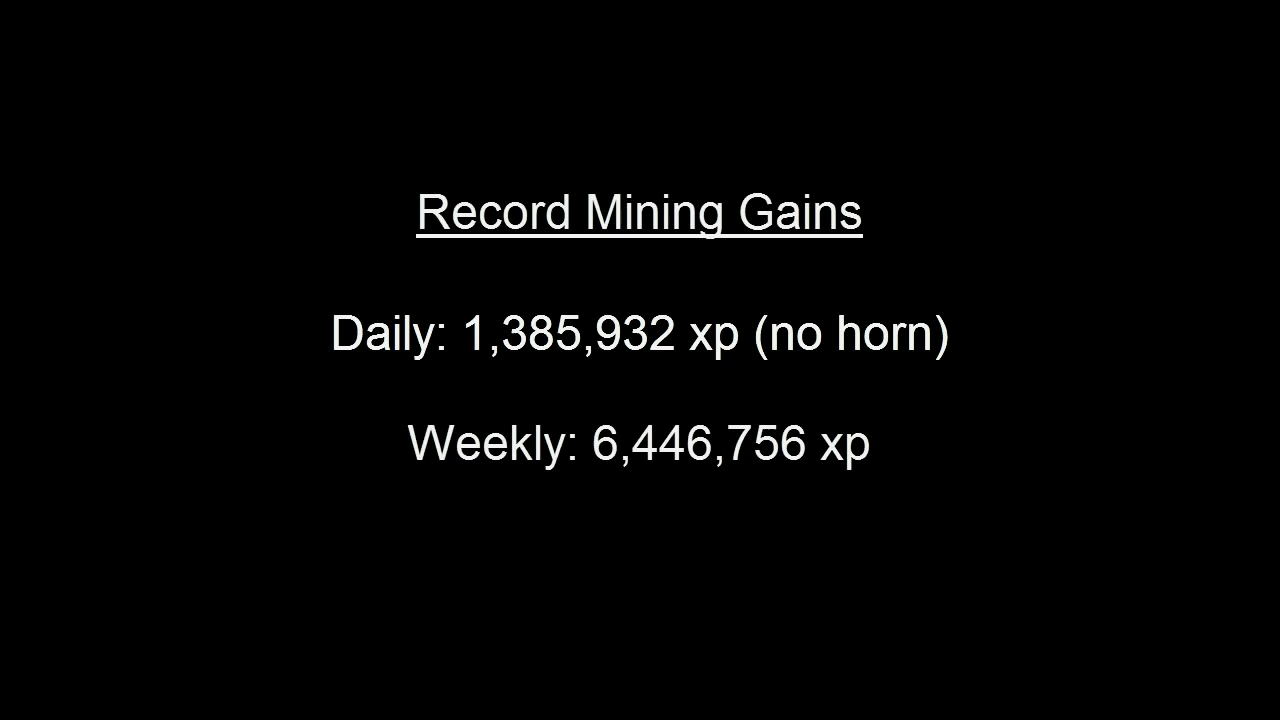 Record Mining Gains
Daily: 1,385,932 xp (no horn)
Weekly: 6,446,756 xp